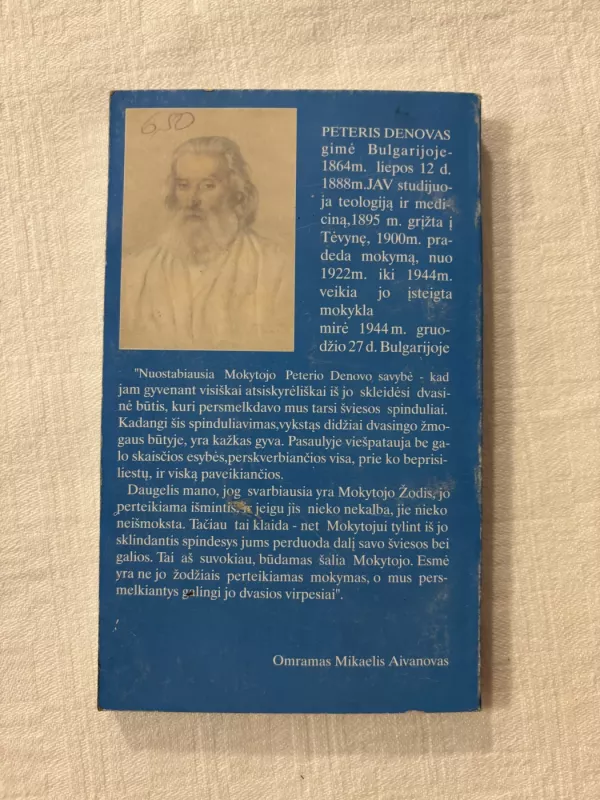 6.50
PETERIS DENOVAS
gimė Bulgarijoje-
1864m. liepos 12 d.
1888m.JAV studijuo-
ja teologiją ir medi-
ciną,1895 m. grįžta į
Tėvynę, 1900m. pra-
deda mokymą, nuo
1922m. iki 1944m.
veikia jo įsteigta
mokykla
mirė 1944m. gruo-
džio 27 d. Bulgarijoje
"Nuostabiausia Mokytojo Peterio Denovo savybė - kad
jam gyvenant visiškai atsiskyrėliškai iš jo skleidėsi dvasi-
nė būtis, kuri persmelkdavo mus tarsi šviesos spinduliai.
Kadangi šis spinduliavimas,vykstąs didžiai dvasingo žmo-
gaus būtyje, yra kažkas gyva. Pasaulyje viešpatauja be ga-
lo skaisčios esybės,perskverbiančios visa, prie ko beprisi-
liestų, ir viską paveikiančios.
Daugelis mano, jog svarbiausia yra Mokytojo Žodis, jo
perteikiama išmintis, ir jeigu jis nieko nekalba, jie nieko
neišmoksta. Tačiau tai klaida - net Mokytojui tylint iš jo
sklindantis spindesys jums perduoda dalį savo šviesos bei
galios. Tai aš suvokiau, būdamas šalia Mokytojo. Esmė
yra ne jo žodžiais perteikiamas mokymas, o mus pers-
melkiantys galingi jo dvasios virpesiai".
Omramas Mikaelis Aivanovas